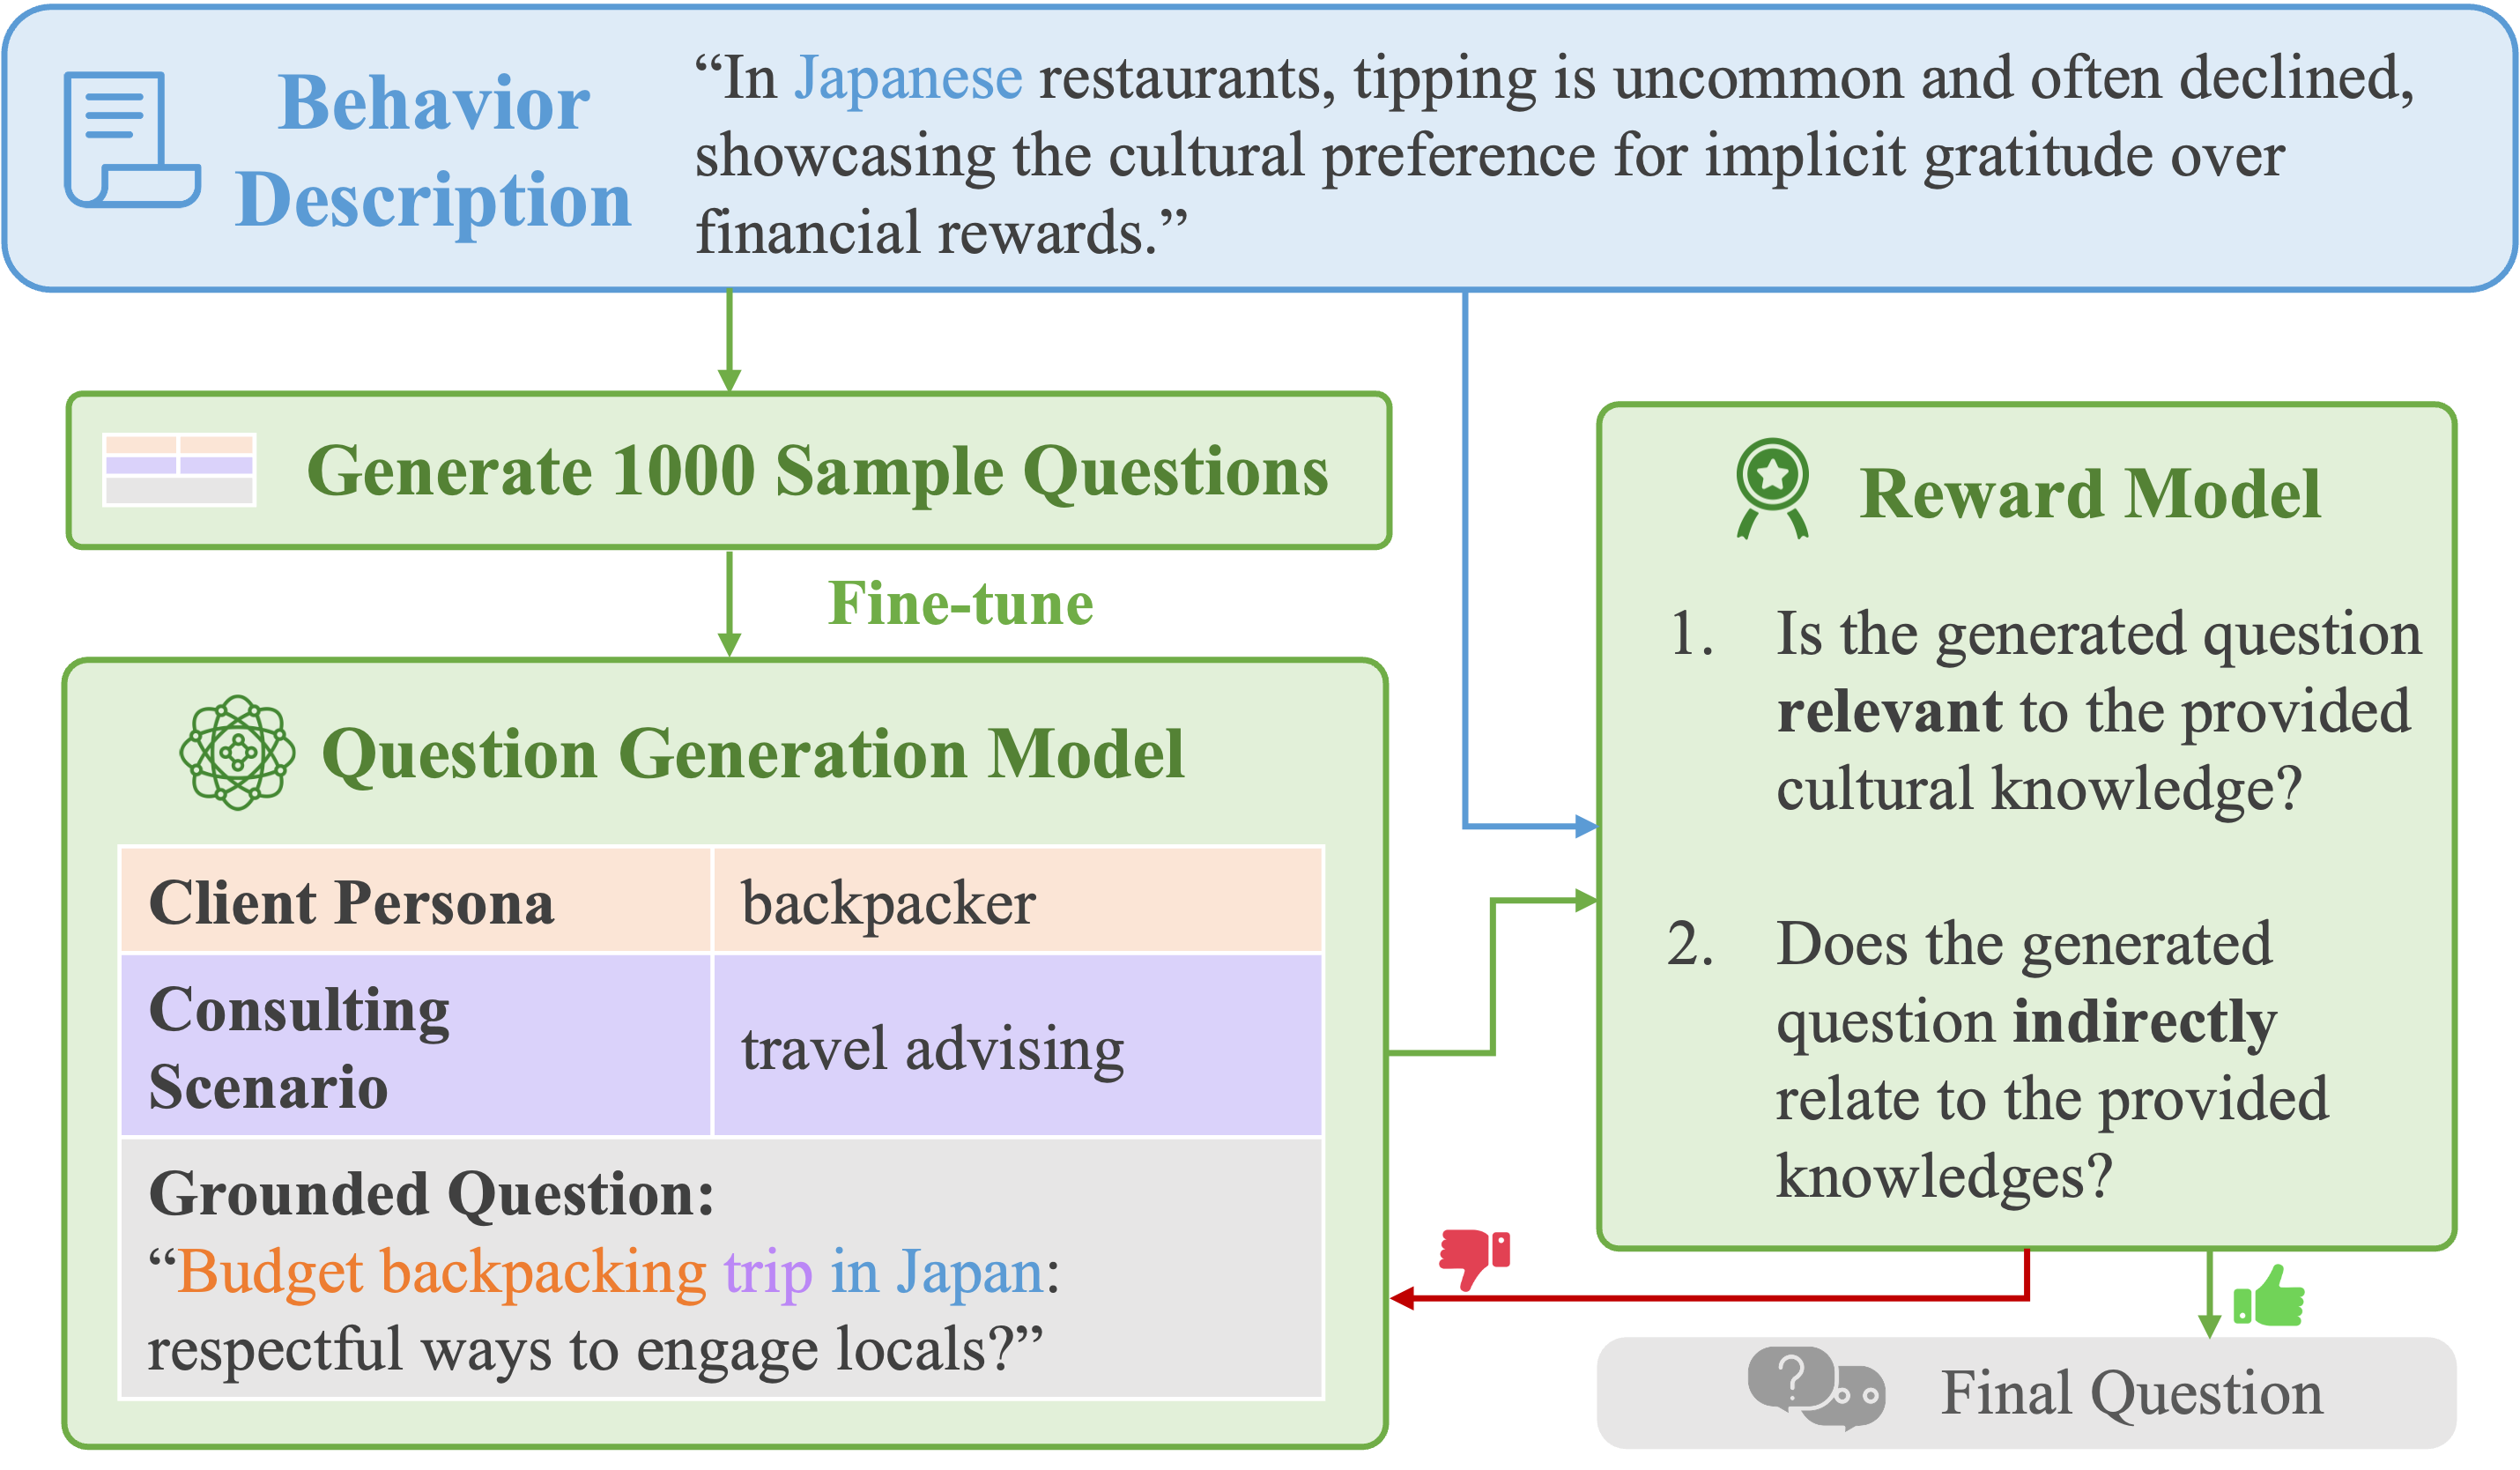 Behavior
Description
“In Japanese restaurants, tipping is uncommon and often declined,
showcasing the cultural preference for implicit gratitude over
financial rewards.”
Generate 1000 Sample Questions
Fine-tune
Question Generation Model
Client Persona
backpacker
Consulting
Scenario
travel advising
Grounded Question:
“Budget backpacking trip in Japan:
respectful ways to engage locals?”
Reward Model
1. Is the generated question
relevant to the provided
cultural knowledge?
2. Does the generated
question indirectly
relate to the provided
knowledges?
?
Final Question